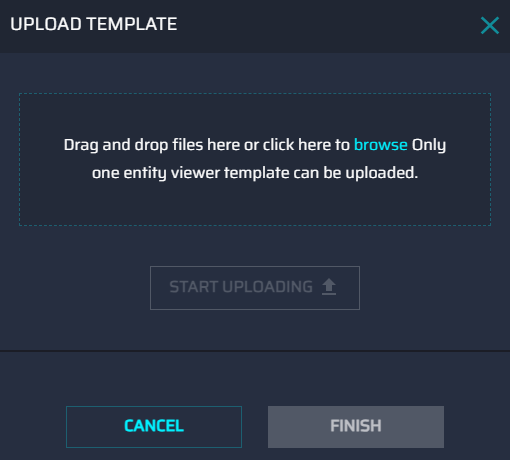 UPLOAD TEMPLATE
Drag and drop files here or click here to browse Only
one entity viewer template can be uploaded.
START UPLOADING
CANCEL
FINISH